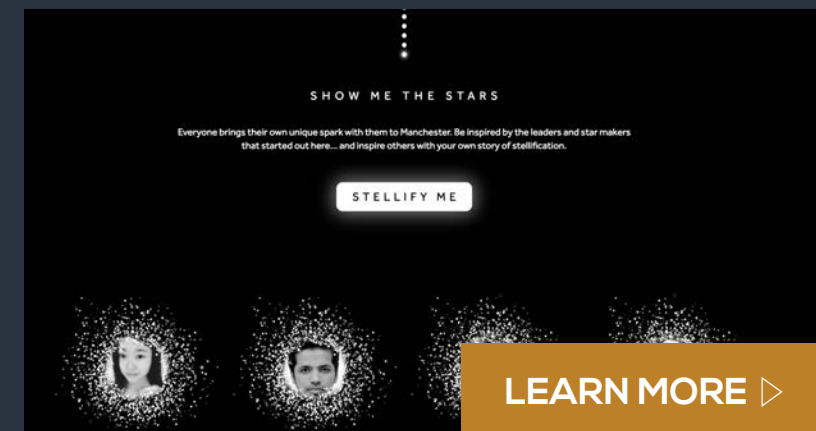 SHOW ME THE STARS
Everyone brings their own unique spark with them to Manchester. Be inspired by the leaders and star makers
that started out here... and inspire others with your own story of stellification.
STELLIFY ME
LEARN MORE